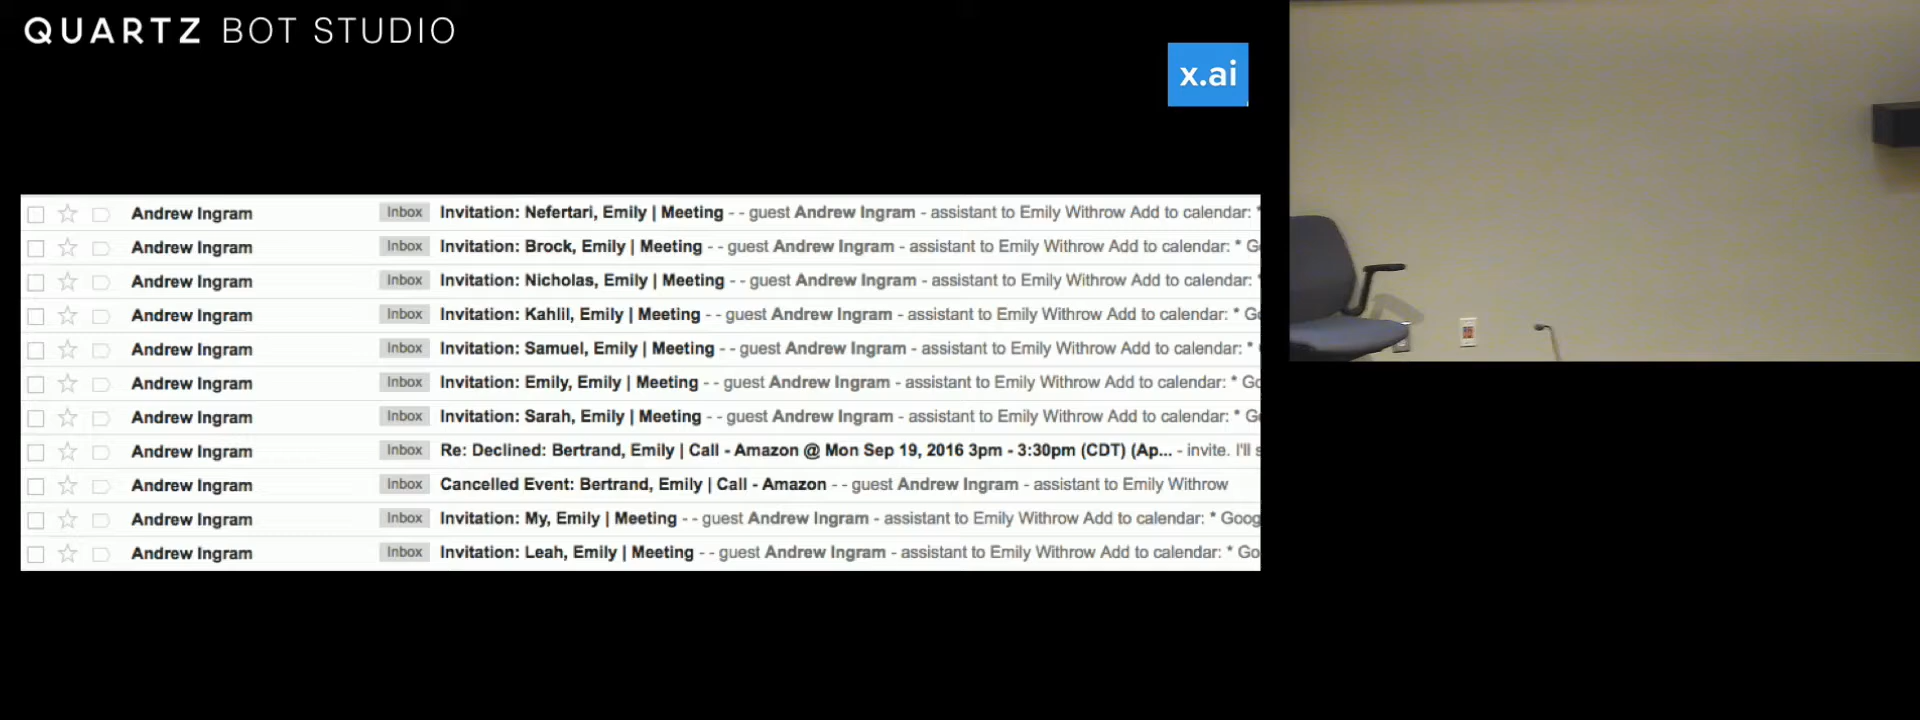 QUARTZ BOT STUDIO
x.ai
Andrew Ingram Inbox Invitation: Nefertari, Emily | Meeting - - guest Andrew Ingram - assistant to Emily Withrow Add to calendar: *
Andrew Ingram Inbox Invitation: Brock, Emily | Meeting - - guest Andrew Ingram - assistant to Emily Withrow Add to calendar: * G
Andrew Ingram Inbox Invitation: Nicholas, Emily | Meeting - - guest Andrew Ingram - assistant to Emily Withrow Add to calendar: *
Andrew Ingram Inbox Invitation: Kahlil, Emily | Meeting - - guest Andrew Ingram - assistant to Emily Withrow Add to calendar: * G
Andrew Ingram Inbox Invitation: Samuel, Emily | Meeting - - guest Andrew Ingram - assistant to Emily Withrow Add to calendar: *
Andrew Ingram Inbox Invitation: Emily, Emily | Meeting - - guest Andrew Ingram - assistant to Emily Withrow Add to calendar: * Go
Andrew Ingram Inbox Invitation: Sarah, Emily | Meeting - - guest Andrew Ingram - assistant to Emily Withrow Add to calendar: * G
Andrew Ingram Inbox Re: Declined: Bertrand, Emily | Call - Amazon @ Mon Sep 19, 2016 3pm - 3:30pm (CDT) (Ap... - invite. I'll s
Andrew Ingram Inbox Cancelled Event: Bertrand, Emily | Call - Amazon - - guest Andrew Ingram - assistant to Emily Withrow
Andrew Ingram Inbox Invitation: My, Emily | Meeting - - guest Andrew Ingram - assistant to Emily Withrow Add to calendar: * Goog
Andrew Ingram Inbox Invitation: Leah, Emily | Meeting - - guest Andrew Ingram - assistant to Emily Withrow Add to calendar: * Go